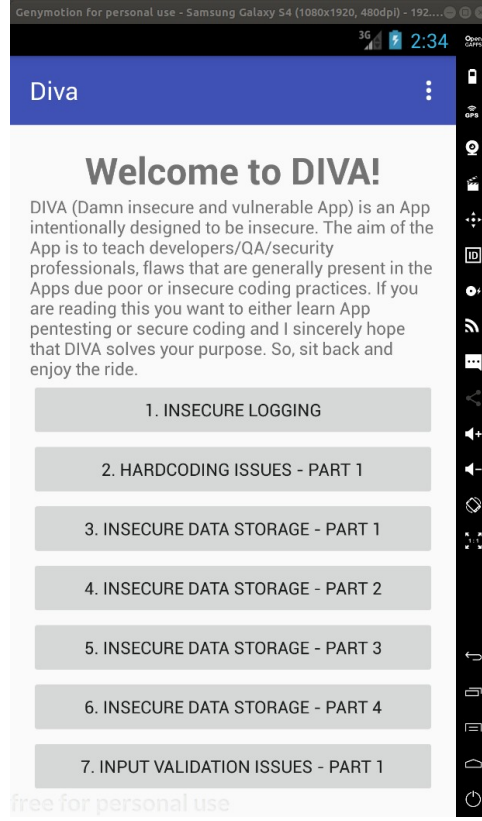 Genymotion for personal use - Samsung Galaxy S4 (1080x1920, 480dpi) - 192....
3G 2:34
Open
GAPPS
Diva
GPS
Welcome to DIVA!
DIVA (Damn insecure and vulnerable App) is an App
intentionally designed to be insecure. The aim of the
App is to teach developers/QA/security
professionals, flaws that are generally present in the
Apps due poor or insecure coding practices. If you
are reading this you want to either learn App
pentesting or secure coding and I sincerely hope
that DIVA solves your purpose. So, sit back and
enjoy the ride.
ID
1. INSECURE LOGGING
2. HARDCODING ISSUES - PART 1
3. INSECURE DATA STORAGE - PART 1
1:1
4. INSECURE DATA STORAGE - PART 2
5. INSECURE DATA STORAGE - PART 3
6. INSECURE DATA STORAGE - PART 4
7. INPUT VALIDATION ISSUES - PART 1
free for personal use